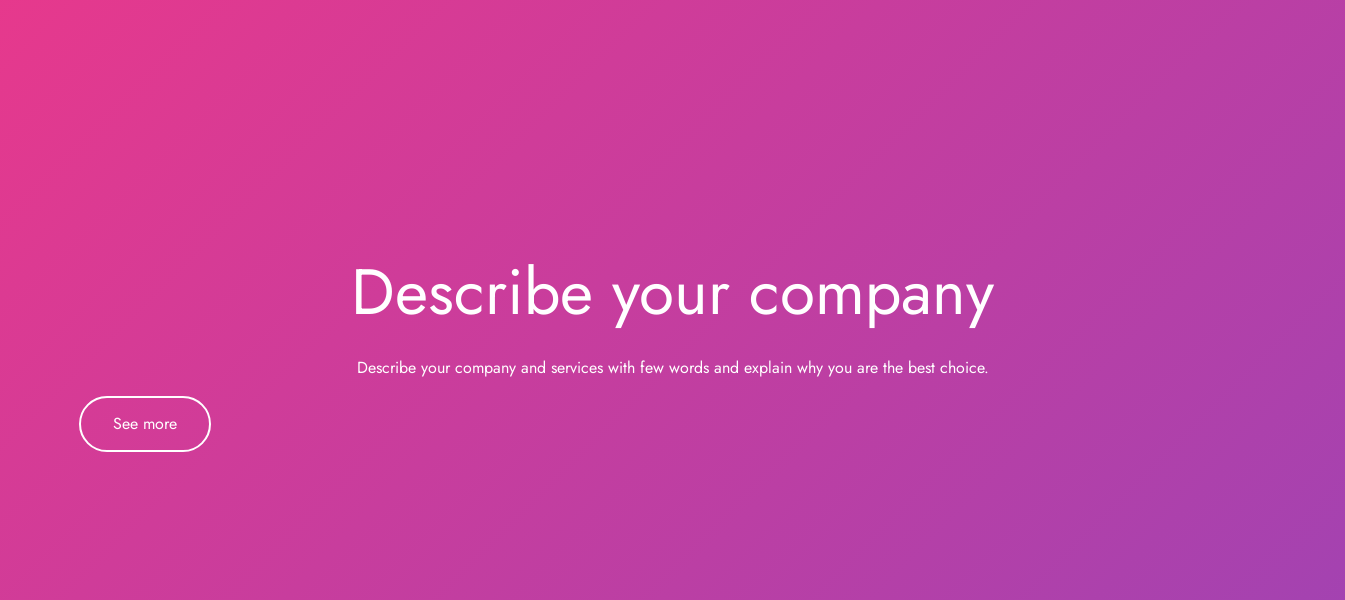 Describe your company
Describe your company and services with few words and explain why you are the best choice.
See more